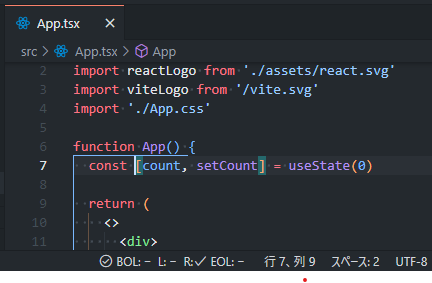 App.tsx ×
src > App.tsx > App
2 import reactLogo from './assets/react.svg'
3 import viteLogo from '/vite.svg'
4 import './App.css'
5
6 function App() {
7 const [count, setCount] = useState(0)
8
9 return (
10 <>
11 <div>
BOL: − L: − R:✓ EOL: − 行 7、列 9 スペース: 2 UTF-8